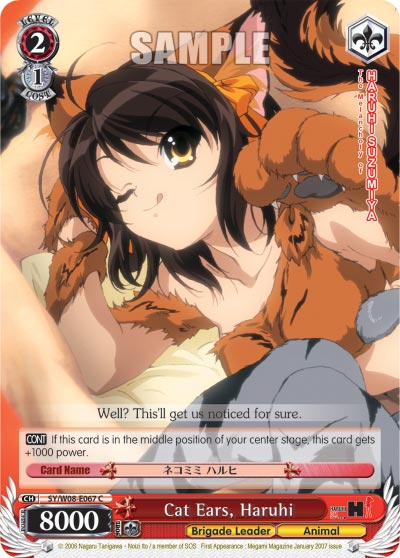 LEVEL
2
1
COST
SAMPLE
The Melancholy of
HARUHI SUZUMIYA
Well? This'll get us noticed for sure.
CONT If this card is in the middle position of your center stage, this card gets
+1000 power.
Card Name
ネコミミ ハルヒ
CH SY/W08-E067 C
POWER 8000
SOUL
Cat Ears, Haruhi
Brigade Leader
Animal
© 2006 Nagaru Tanigawa・Noizi Ito / a member of SOS First Appearance : Megami Magazine January 2007 issue